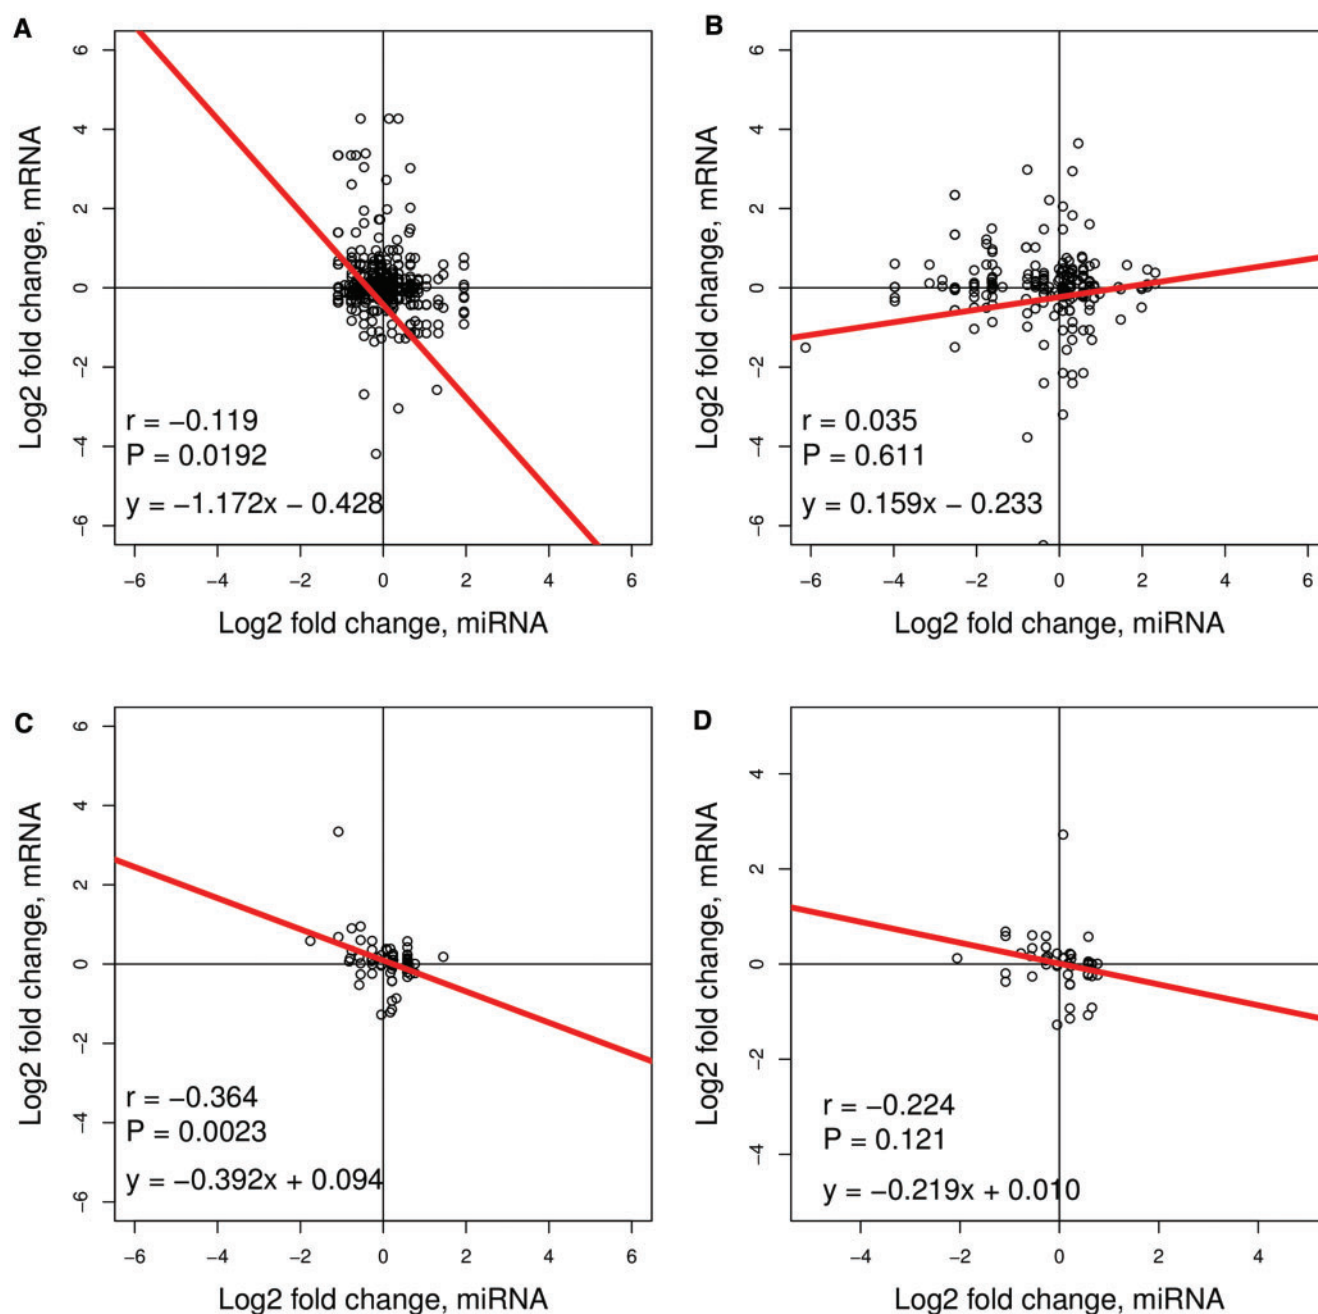 A
6
4
2
0
−2
−4
−6
Log2 fold change, mRNA
r = −0.119
P = 0.0192
y = −1.172x − 0.428
−6 −4 −2 0 2 4 6
Log2 fold change, miRNA
B
6
4
2
0
−2
−4
−6
Log2 fold change, mRNA
r = 0.035
P = 0.611
y = 0.159x − 0.233
−6 −4 −2 0 2 4 6
Log2 fold change, miRNA
C
6
4
2
0
−2
−4
−6
Log2 fold change, mRNA
r = −0.364
P = 0.0023
y = −0.392x + 0.094
−6 −4 −2 0 2 4 6
Log2 fold change, miRNA
D
4
2
0
−2
−4
Log2 fold change, mRNA
r = −0.224
P = 0.121
y = −0.219x + 0.010
−4 −2 0 2 4
Log2 fold change, miRNA